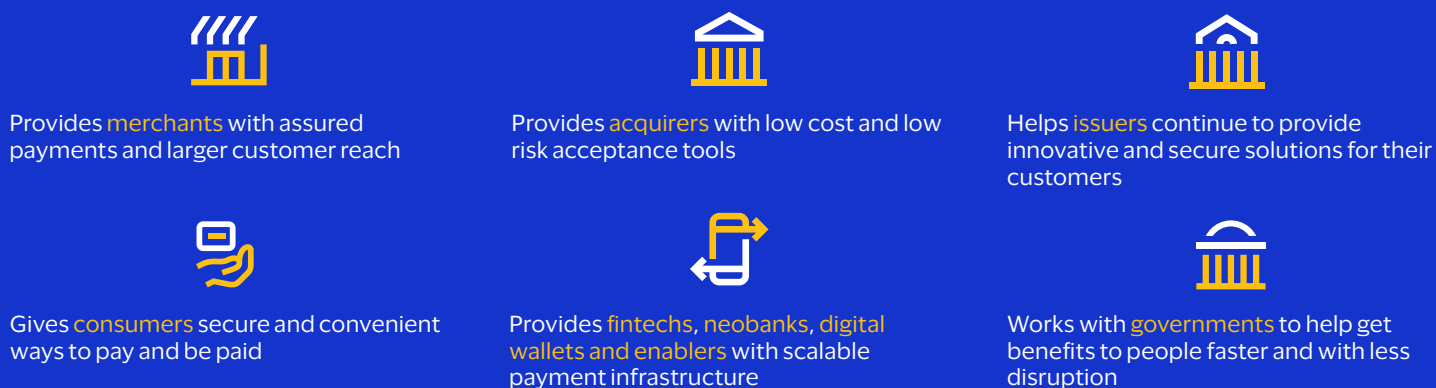 Provides merchants with assured
payments and larger customer reach
Provides acquirers with low cost and low
risk acceptance tools
Helps issuers continue to provide
innovative and secure solutions for their
customers
Gives consumers secure and convenient
ways to pay and be paid
Provides fintechs, neobanks, digital
wallets and enablers with scalable
payment infrastructure
Works with governments to help get
benefits to people faster and with less
disruption